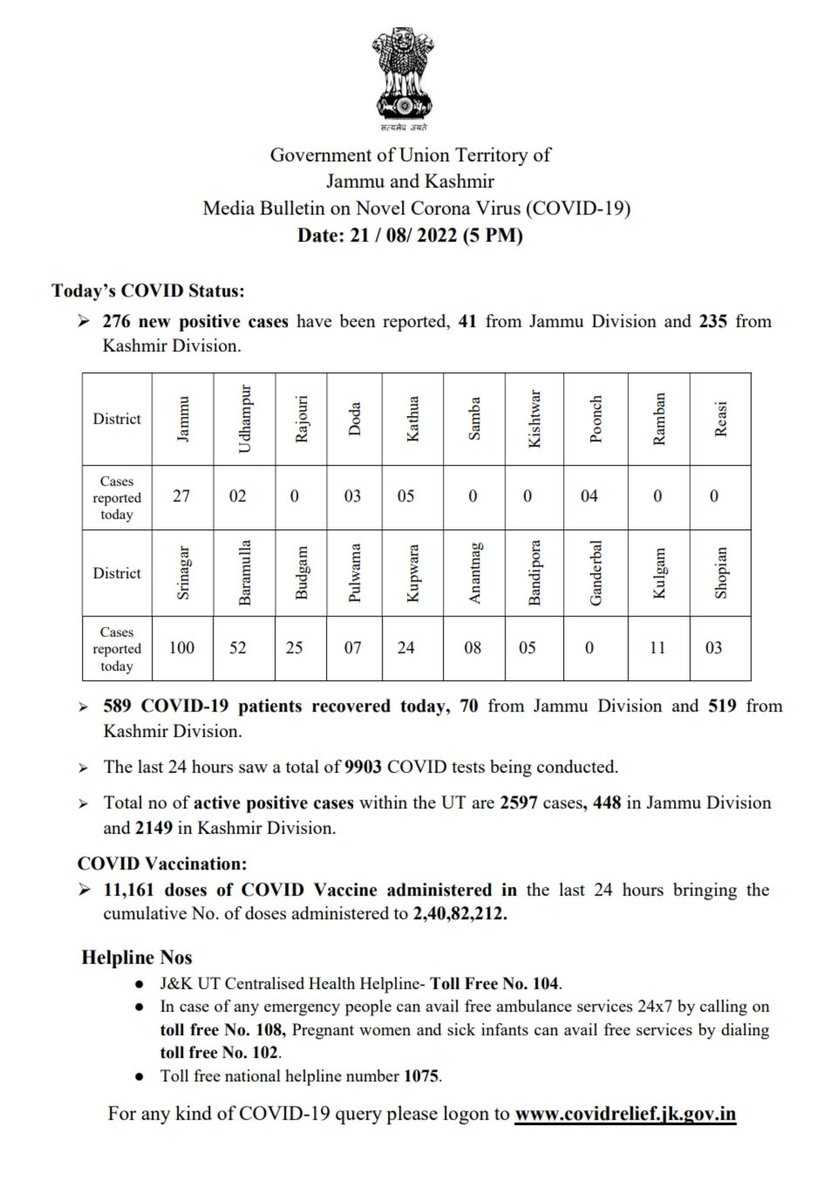 सत्यमेव जयते
Government of Union Territory of
Jammu and Kashmir
Media Bulletin on Novel Corona Virus (COVID-19)
Date: 21 / 08/ 2022 (5 PM)
Today’s COVID Status:
➢ 276 new positive cases have been reported, 41 from Jammu Division and 235 from
Kashmir Division.
District Jammu Udhampur Rajouri Doda Kathua Samba Kishtwar Poonch Ramban Reasi
Cases
reported
today
27 02 0 03 05 0 0 04 0 0
District Srinagar Baramulla Budgam Pulwama Kupwara Anantnag Bandipora Ganderbal Kulgam Shopian
Cases
reported
today
100 52 25 07 24 08 05 0 11 03
➢ 589 COVID-19 patients recovered today, 70 from Jammu Division and 519 from
Kashmir Division.
➢ The last 24 hours saw a total of 9903 COVID tests being conducted.
➢ Total no of active positive cases within the UT are 2597 cases, 448 in Jammu Division
and 2149 in Kashmir Division.
COVID Vaccination:
➢ 11,161 doses of COVID Vaccine administered in the last 24 hours bringing the
cumulative No. of doses administered to 2,40,82,212.
Helpline Nos
● J&K UT Centralised Health Helpline- Toll Free No. 104.
● In case of any emergency people can avail free ambulance services 24x7 by calling on
toll free No. 108, Pregnant women and sick infants can avail free services by dialing
toll free No. 102.
● Toll free national helpline number 1075.
For any kind of COVID-19 query please logon to www.covidrelief.jk.gov.in